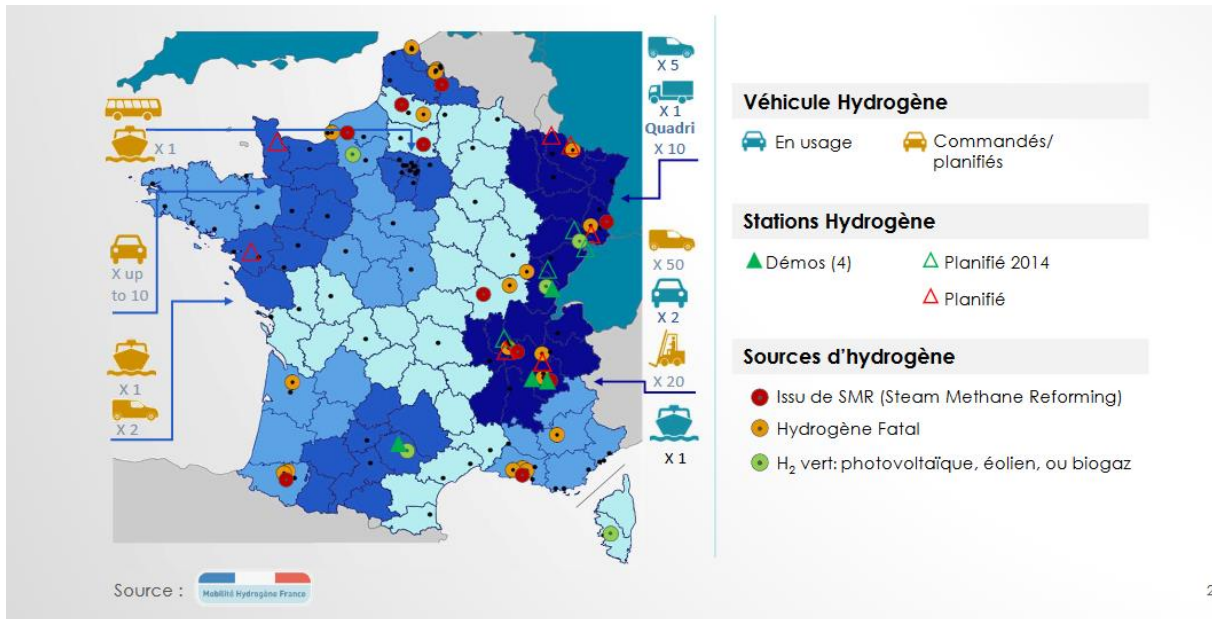 X 1
X up
to 10
X 1
X 2
X 5
X 1
Quadri
X 10
X 50
X 2
X 20
X 1
Véhicule Hydrogène
En usage
Commandés/
planifiés
Stations Hydrogène
Démos (4)
Planifié 2014
Planifié
Sources d'hydrogène
Issu de SMR (Steam Methane Reforming)
Hydrogène Fatal
H₂ vert: photovoltaïque, éolien, ou biogaz
Source :
Mobilité Hydrogène France
2